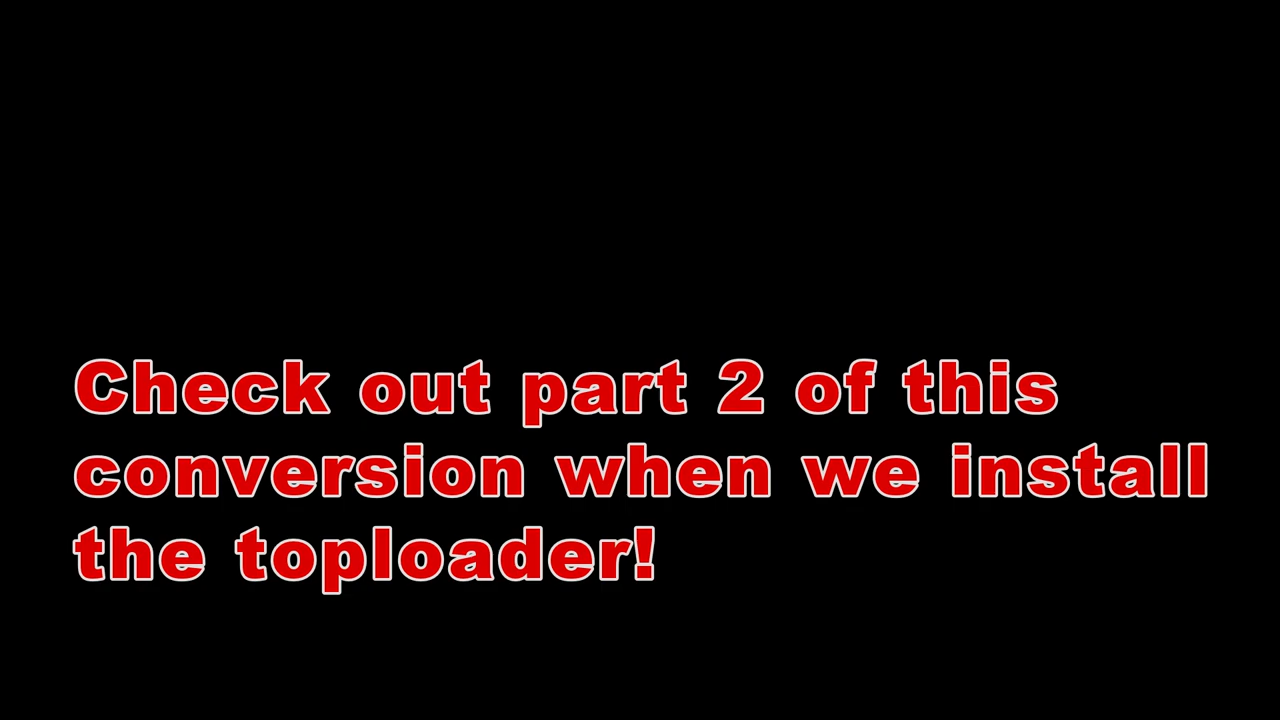 Check out part 2 of this
conversion when we install
the toploader!